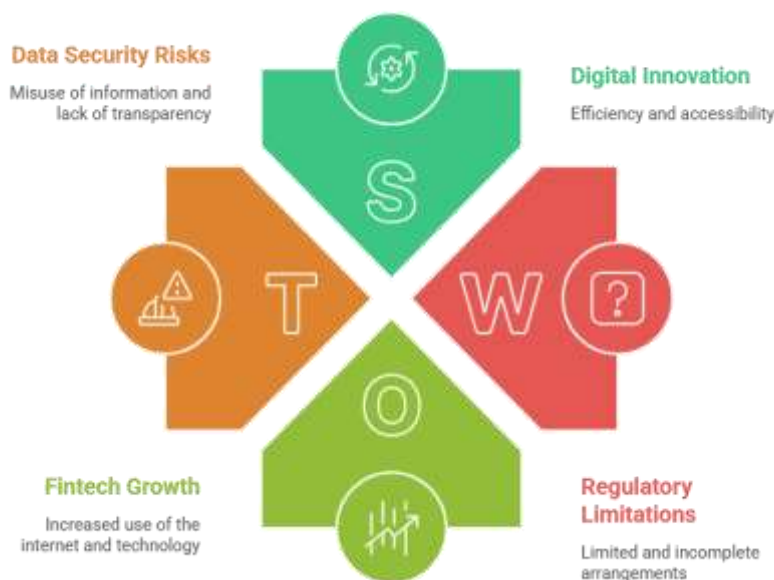 Data Security Risks
Misuse of information and
lack of transparency
Digital Innovation
Efficiency and accessibility
S
T
W
?
O
Fintech Growth
Increased use of the
internet and technology
Regulatory
Limitations
Limited and incomplete
arrangements